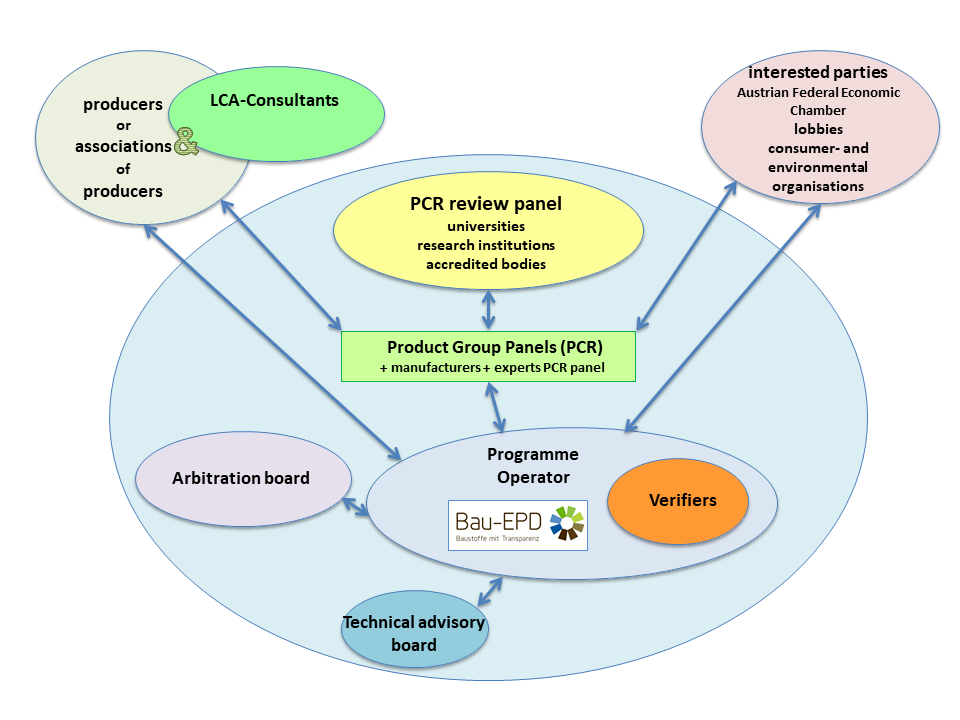 producers
or
associations
of
producers
&
LCA-Consultants
interested parties
Austrian Federal Economic
Chamber
lobbies
consumer- and
environmental
organisations
PCR review panel
universities
research institutions
accredited bodies
Product Group Panels (PCR)
+ manufacturers + experts PCR panel
Programme
Operator
Bau-EPD
Baustoffe mit Transparenz
Verifiers
Arbitration board
Technical advisory
board